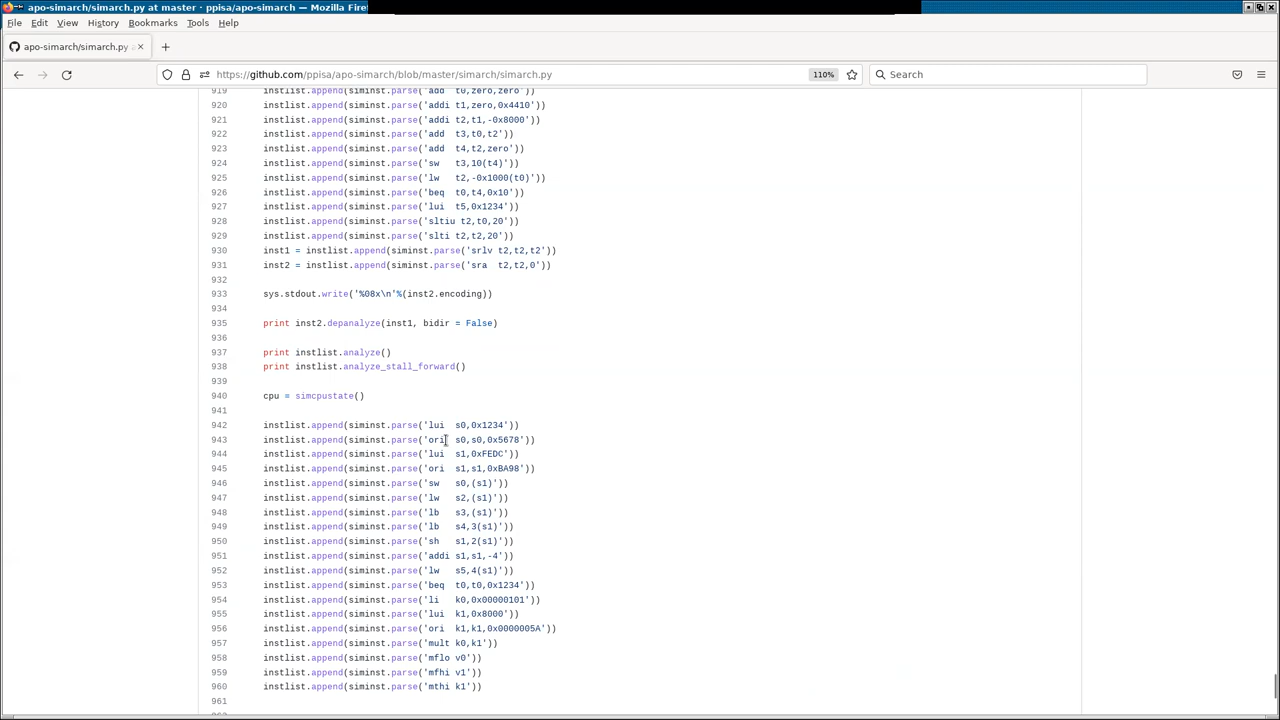 apo-simarch/simarch.py at master · ppisa/apo-simarch — Mozilla Firef
File Edit View History Bookmarks Tools Help
apo-simarch/simarch.py a
https://github.com/ppisa/apo-simarch/blob/master/simarch/simarch.py 110% Search
919 instlist.append(siminst.parse('add  t0,zero,zero'))
920 instlist.append(siminst.parse('addi t1,zero,0x4410'))
921 instlist.append(siminst.parse('addi t2,t1,-0x8000'))
922 instlist.append(siminst.parse('add  t3,t0,t2'))
923 instlist.append(siminst.parse('add  t4,t2,zero'))
924 instlist.append(siminst.parse('sw   t3,10(t4)'))
925 instlist.append(siminst.parse('lw   t2,-0x1000(t0)'))
926 instlist.append(siminst.parse('beq  t0,t4,0x10'))
927 instlist.append(siminst.parse('lui  t5,0x1234'))
928 instlist.append(siminst.parse('sltiu t2,t0,20'))
929 instlist.append(siminst.parse('slti t2,t2,20'))
930 inst1 = instlist.append(siminst.parse('srlv t2,t2,t2'))
931 inst2 = instlist.append(siminst.parse('sra  t2,t2,0'))
932
933 sys.stdout.write('%08x\n'%(inst2.encoding))
934
935 print inst2.depanalyze(inst1, bidir = False)
936
937 print instlist.analyze()
938 print instlist.analyze_stall_forward()
939
940 cpu = simcpustate()
941
942 instlist.append(siminst.parse('lui  s0,0x1234'))
943 instlist.append(siminst.parse('ori  s0,s0,0x5678'))
944 instlist.append(siminst.parse('lui  s1,0xFEDC'))
945 instlist.append(siminst.parse('ori  s1,s1,0xBA98'))
946 instlist.append(siminst.parse('sw   s0,(s1)'))
947 instlist.append(siminst.parse('lw   s2,(s1)'))
948 instlist.append(siminst.parse('lb   s3,(s1)'))
949 instlist.append(siminst.parse('lb   s4,3(s1)'))
950 instlist.append(siminst.parse('sh   s1,2(s1)'))
951 instlist.append(siminst.parse('addi s1,s1,-4'))
952 instlist.append(siminst.parse('lw   s5,4(s1)'))
953 instlist.append(siminst.parse('beq  t0,t0,0x1234'))
954 instlist.append(siminst.parse('li   k0,0x00000101'))
955 instlist.append(siminst.parse('lui  k1,0x8000'))
956 instlist.append(siminst.parse('ori  k1,k1,0x0000005A'))
957 instlist.append(siminst.parse('mult k0,k1'))
958 instlist.append(siminst.parse('mflo v0'))
959 instlist.append(siminst.parse('mfhi v1'))
960 instlist.append(siminst.parse('mthi k1'))
961